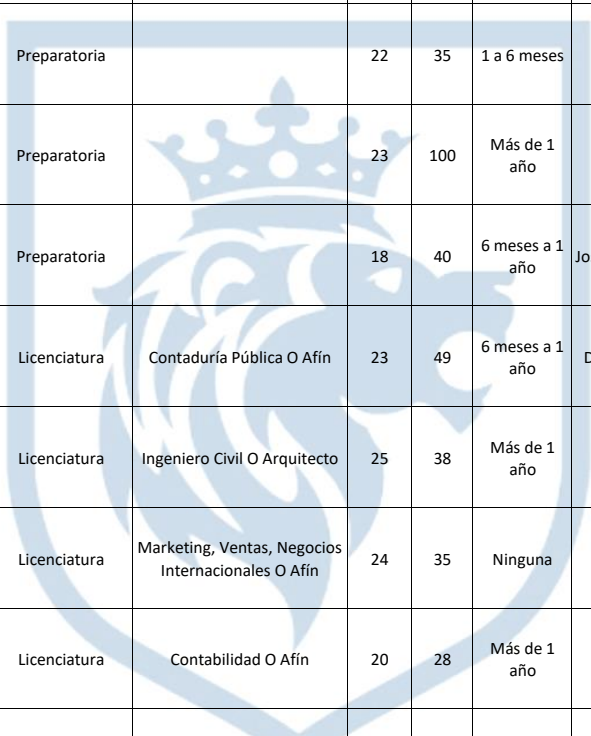 Preparatoria 22 35 1 a 6 meses
Preparatoria 23 100 Más de 1
año
Preparatoria 18 40 6 meses a 1
año
Licenciatura Contaduría Pública O Afín 23 49 6 meses a 1
año
Licenciatura Ingeniero Civil O Arquitecto 25 38 Más de 1
año
Licenciatura Marketing, Ventas, Negocios
Internacionales O Afín 24 35 Ninguna
Licenciatura Contabilidad O Afín 20 28 Más de 1
año